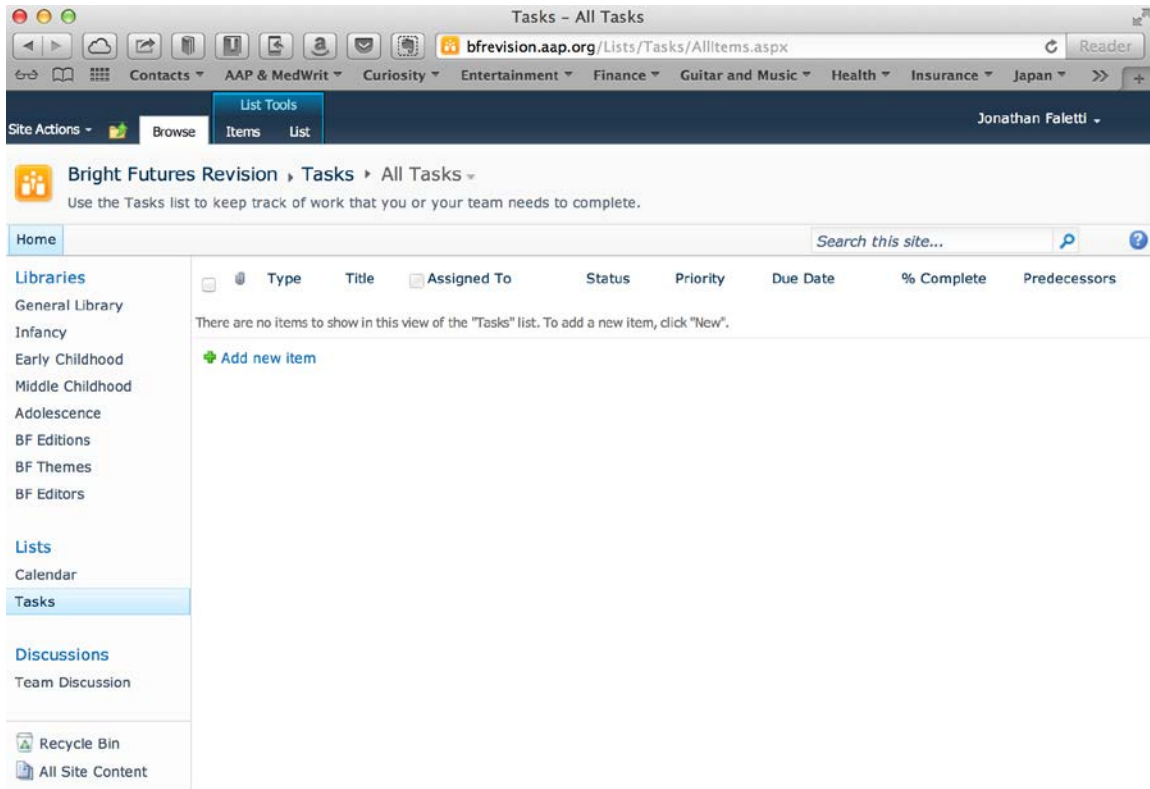 Tasks – All Tasks
bfrevision.aap.org/Lists/Tasks/AllItems.aspx
Reader
Contacts AAP & MedWrit Curiosity Entertainment Finance Guitar and Music Health Insurance Japan >> +
List Tools
Site Actions Browse Items List Jonathan Faletti
Bright Futures Revision Tasks All Tasks
Use the Tasks list to keep track of work that you or your team needs to complete.
Home Search this site... ?
Libraries
Type Title Assigned To Status Priority Due Date % Complete Predecessors
General Library
There are no items to show in this view of the "Tasks" list. To add a new item, click "New".
Infancy
Early Childhood
Add new item
Middle Childhood
Adolescence
BF Editions
BF Themes
BF Editors
Lists
Calendar
Tasks
Discussions
Team Discussion
Recycle Bin
All Site Content